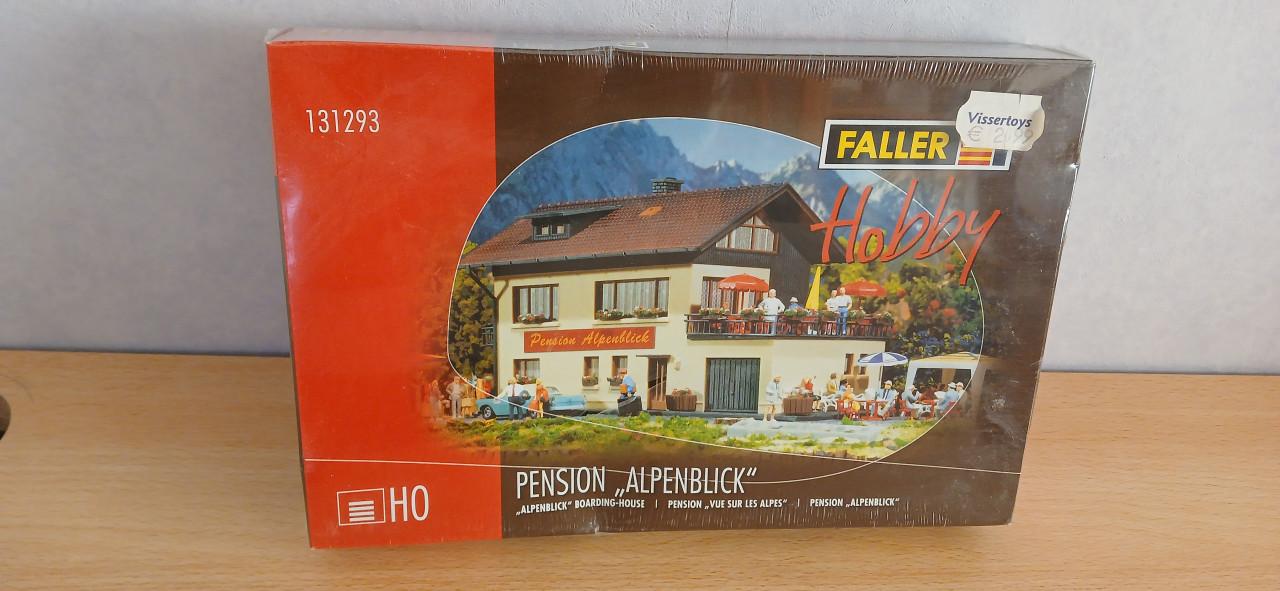 131293
FALLER
Vissertoys
Hobby
Pension Alpenblick
PENSION „ALPENBLICK“
„ALPENBLICK“ BOARDING-HOUSE | PENSION „VUE SUR LES ALPES“ | PENSION „ALPENBLICK“
HO